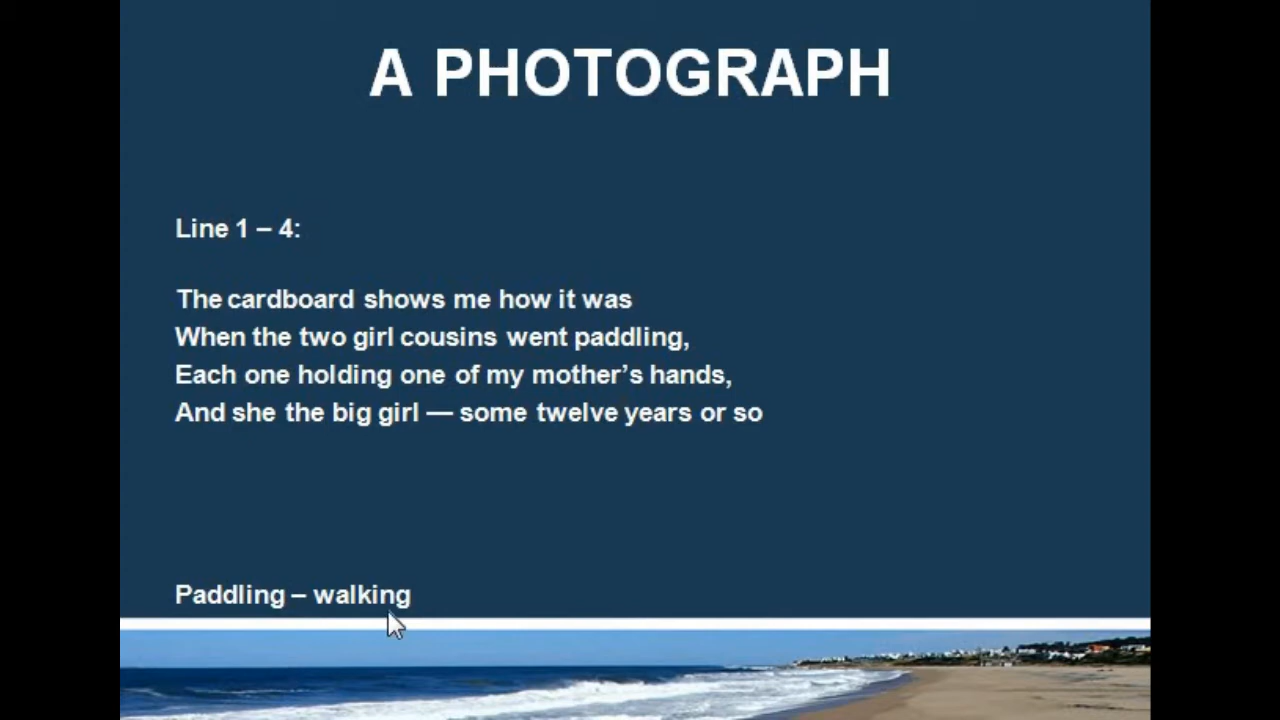 A PHOTOGRAPH
Line 1 – 4:
The cardboard shows me how it was
When the two girl cousins went paddling,
Each one holding one of my mother’s hands,
And she the big girl — some twelve years or so
Paddling – walking